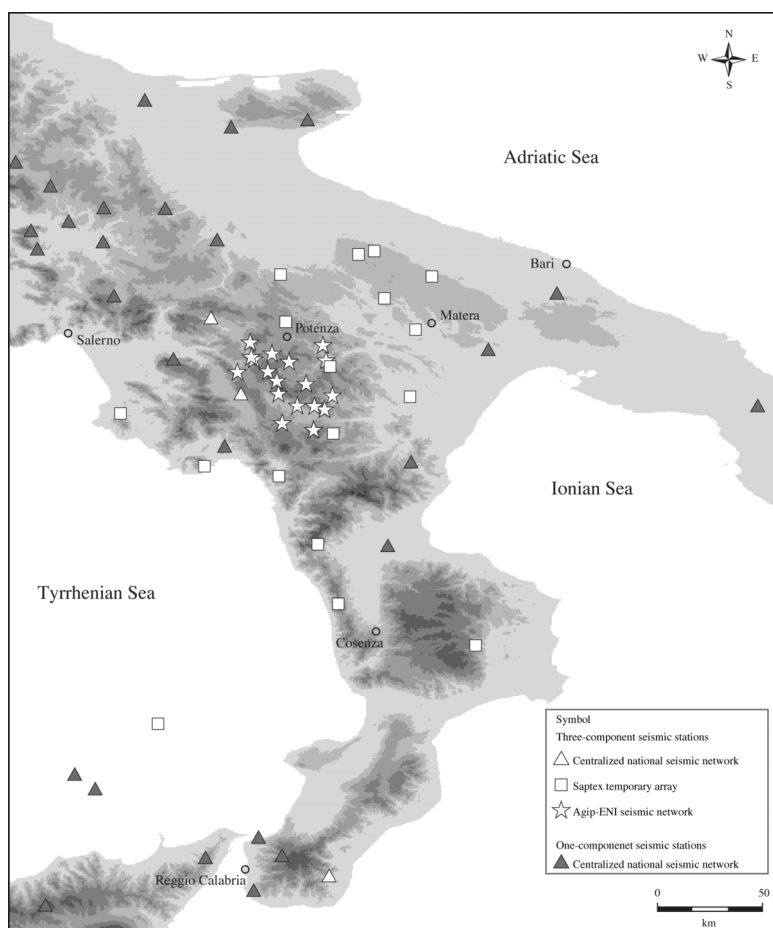 N
W E
S
Adriatic Sea
Bari
Matera
Potenza
Salerno
Ionian Sea
Tyrrhenian Sea
Cosenza
Symbol
Three-component seismic stations
Centralized national seismic network
Saptex temporary array
Agip-ENI seismic network
One-componenet seismic stations
Centralized national seismic network
Reggio Calabria
0 50
km